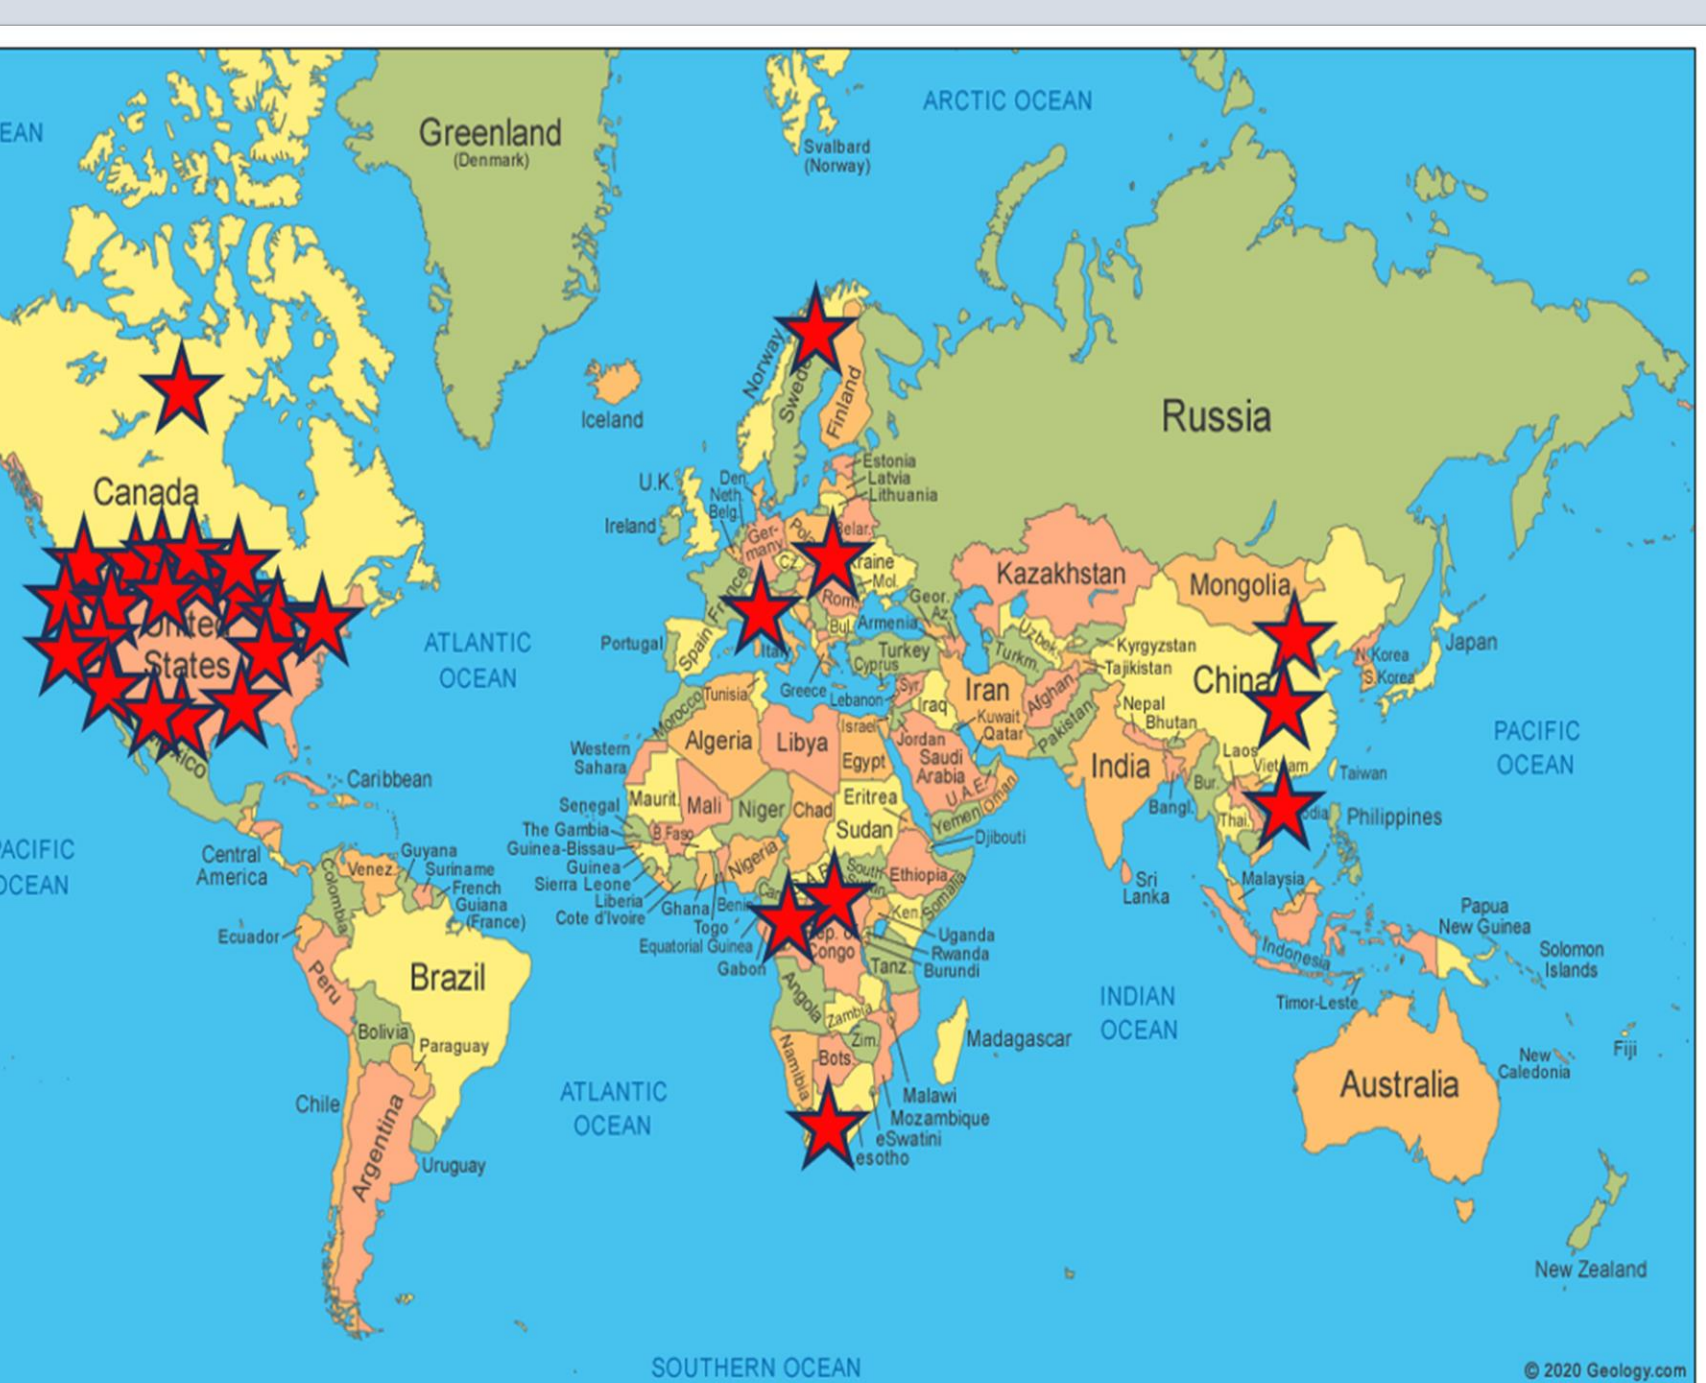 ARCTIC OCEAN
EAN
Greenland
(Denmark)
Svalbard
(Norway)
Norway
Swede
Finland
Iceland
Russia
Canada
Estonia
Latvia
Lithuania
U.K.
Ireland
Den.
Neth.
Belg.
Ger-
many
Pol
Belar.
CZ.
kraine
Mol.
France
Rom.
Bul.
Italy
Spain
Portugal
Greece
Geor.
Az.
Armenia
Turkey
Cyprus
Lebanon
Syr.
Israel
Iraq
Jordan
Kuwait
Qatar
Iran
Kazakhstan
Uzbek.
Turkm.
Kyrgyzstan
Tajikistan
Afghan.
Pakistan
Mongolia
China
N.Korea
S.Korea
Japan
United
States
ATLANTIC
OCEAN
PACIFIC
OCEAN
Mexico
Caribbean
Central
America
PACIFIC
OCEAN
Morocco
Tunisia
Algeria
Libya
Egypt
Western
Sahara
Saudi
Arabia
U.A.E.
Oman
Yemen
Nepal
Bhutan
India
Bangl.
Bur.
Laos
Vietnam
Thai.
odia
Taiwan
Philippines
Maurit.
Mali
Niger
Chad
Eritrea
Sudan
Djibouti
Senegal
The Gambia
Guinea-Bissau
Guinea
Sierra Leone
Liberia
Cote d'Ivoire
B.Faso
Ghana
Togo
Benin
Nigeria
Equatorial Guinea
Gabon
South
Ethiopia
Somalia
Ken.
Uganda
Rwanda
Burundi
Congo
Tanz.
Angola
Zambia
Zim.
Namibia
Bots.
Madagascar
Malawi
Mozambique
eSwatini
esotho
Guyana
Suriname
French
Guiana
(France)
Venez.
Colombia
Ecuador
Peru
Brazil
Bolivia
Paraguay
Chile
Argentina
Uruguay
ATLANTIC
OCEAN
INDIAN
OCEAN
Sri
Lanka
Malaysia
Indonesia
Timor-Leste
Papua
New Guinea
Solomon
Islands
Australia
New
Caledonia
Fiji
New Zealand
SOUTHERN OCEAN
© 2020 Geology.com